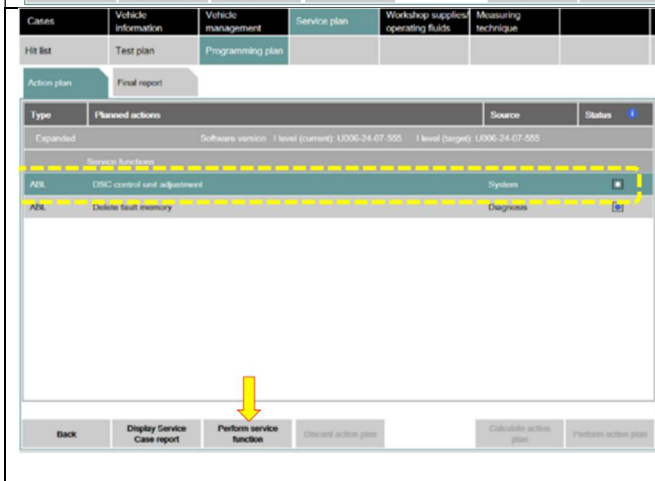 Cases Vehicle information Vehicle management Service plan Workshop supplies/ operating fluids Measuring technique
Hit list Test plan Programming plan
Action plan Final report
Type Planned actions Source Status i
Expanded Software version I level (current): U006-24-07-555 I level (target): U006-24-07-555
Service functions
ABL DSC control unit adjustment System
ABL Delete fault memory Diagnosis
Back Display Service Case report Perform service function Discard action plan Calculate action plan Perform action plan